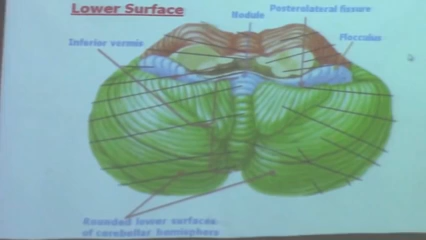 Lower Surface
Nodule
Posterolateral fissure
Inferior vermis
Flocculus
Rounded lower surfaces
of cerebellar hemisphere